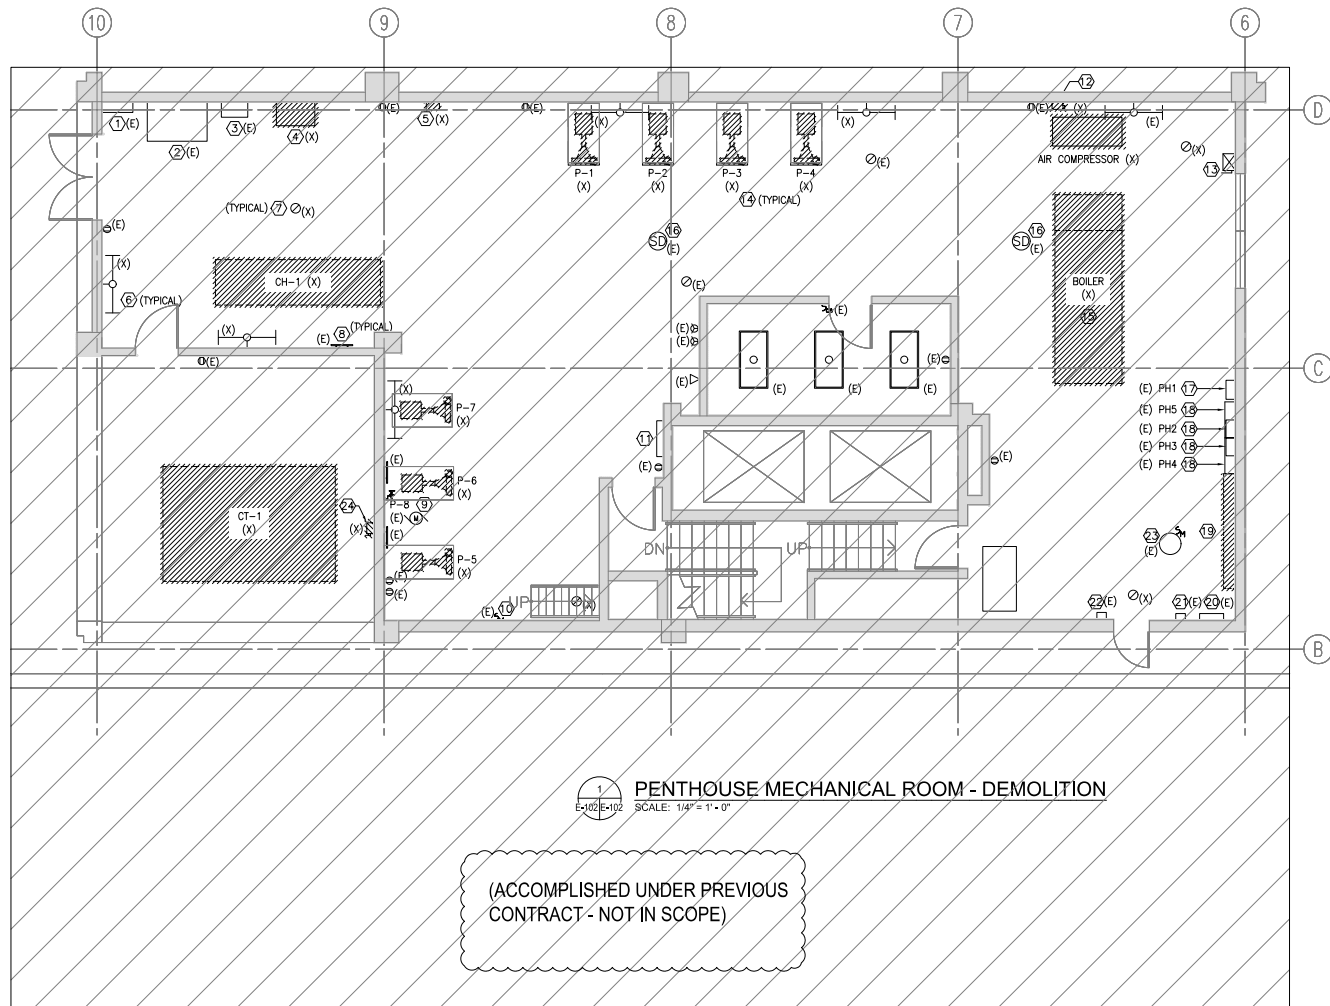 10 9 8 7 6
12
D
1 (E) 3 (E) (E) (E) (X) (E)
2 (E) 4 (X) 5 (X) (X) (X) (E)
AIR COMPRESSOR (X)
(X)
13
P-1 P-2 P-3 P-4 (E)
(X) (X) (X) (X)
14 (TYPICAL)
(TYPICAL) 7 (X)
(E)
SD 16 (E) SD 16 (E)
(X)
CH-1 (X)
(E)
BOILER
(X)
15
6 (TYPICAL)
(X) (E) 8 (TYPICAL)
(E)
(E)
(E)
(E)
(E)
C
(E)
(E) (E) (E)
(X)
P-7
(X)
(E) PH1 17
(E) PH5 18
(E) PH2 18
(E) PH3 18
(E) PH4 18
11
(E)
(E)
(E)
P-6
(X)
P-8 9
(E) M
24
(X)
CT-1
(X)
(E)
P-5
(X)
(E)
(E)
DN UP
23
(E)
S M
19
UP (X)
(E) 10
(X)
22 (E) 21 (E) 20 (E)
B
1
E-102 E-102
PENTHOUSE MECHANICAL ROOM - DEMOLITION
SCALE: 1/4" = 1' - 0"
(ACCOMPLISHED UNDER PREVIOUS
CONTRACT - NOT IN SCOPE)